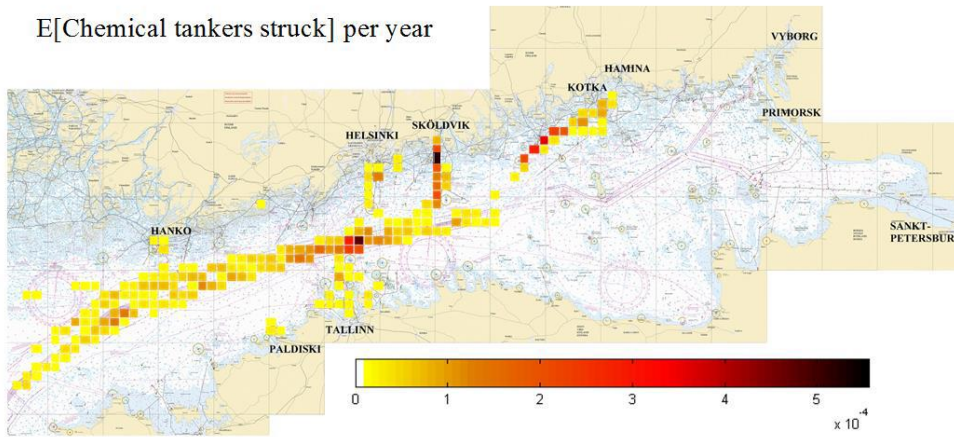 E[Chemical tankers struck] per year
VYBORG
HAMINA
KOTKA
PRIMORSK
SKÖLDVIK
HELSINKI
HANKO
SANKT-
PETERSBUR
TALLINN
PALDISKI
0 1 2 3 4 5
x 10⁻⁴